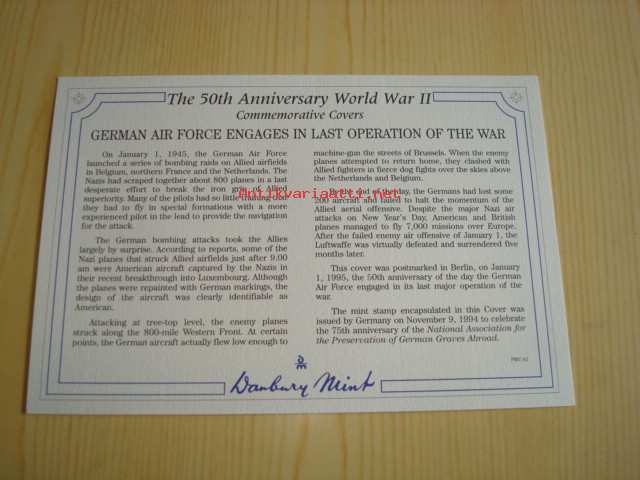 The 50th Anniversary World War II
Commemorative Covers
GERMAN AIR FORCE ENGAGES IN LAST OPERATION OF THE WAR
On January 1, 1945, the German Air Force
launched a series of bombing raids on Allied airfields
in Belgium, northern France and the Netherlands. The
Nazis had scraped together about 800 planes in a last
desperate effort to break the iron grip of Allied
superiority. Many of the pilots had so little training that
they had to fly in special formations with a more
experienced pilot in the lead to provide the navigation
for the attack.
The German bombing attacks took the Allies
largely by surprise. According to reports, some of the
Nazi planes that struck Allied airfields just after 9.00
am were American aircraft captured by the Nazis in
their recent breakthrough into Luxembourg. Although
the planes were repainted with German markings, the
design of the aircraft was clearly identifiable as
American.
Attacking at tree-top level, the enemy planes
struck along the 800-mile Western Front. At certain
points, the German aircraft actually flew low enough to
machine-gun the streets of Brussels. When the enemy
planes attempted to return home, they clashed with
Allied fighters in fierce dog fights over the skies above
the Netherlands and Belgium.
By the end of the day, the Germans had lost some
200 aircraft and failed to halt the momentum of the
Allied aerial offensive. Despite the major Nazi air
attacks on New Year's Day, American and British
planes managed to fly 7,000 missions over Europe.
After the failed enemy air offensive of January 1, the
Luftwaffe was virtually defeated and surrendered five
months later.
This cover was postmarked in Berlin, on January
1, 1995, the 50th anniversary of the day the German
Air Force engaged in its last major operation of the
war.
The mint stamp encapsulated in this Cover was
issued by Germany on November 9, 1994 to celebrate
the 75th anniversary of the National Association for
the Preservation of German Graves Abroad.
Danbury Mint
Antikvariaatti.net